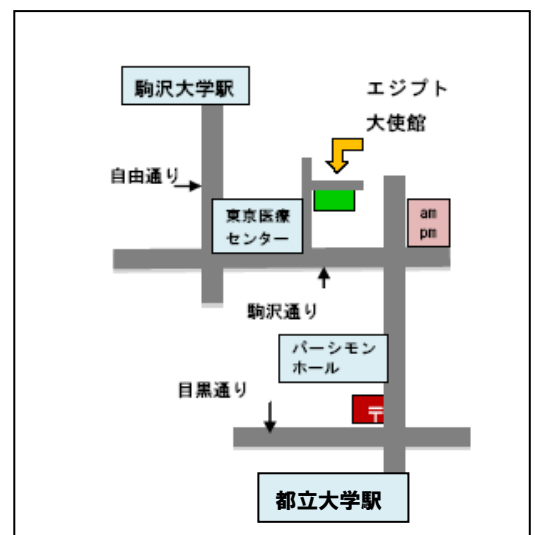 駒沢大学駅
エジプト
大使館
自由通り
東京医療
センター
am
pm
駒沢通り
パーシモン
ホール
目黒通り
〒
都立大学駅